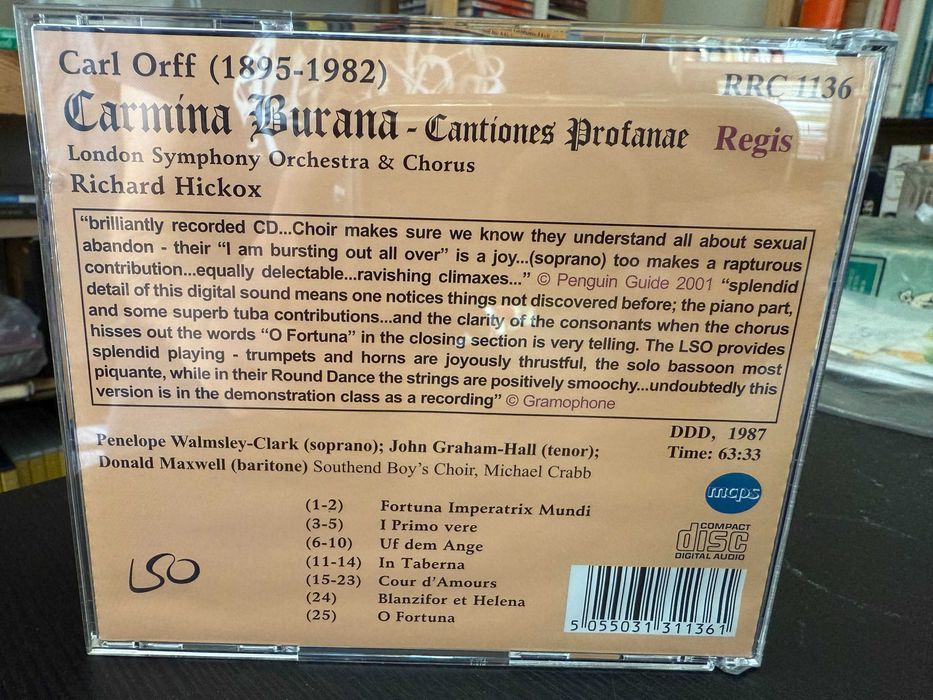 Carl Orff (1895-1982)
RRC 1136
Carmina Burana - Cantiones Profanae
Regis
London Symphony Orchestra & Chorus
Richard Hickox
“brilliantly recorded CD...Choir makes sure we know they understand all about sexual
abandon - their “I am bursting out all over” is a joy...(soprano) too makes a rapturous
contribution...equally delectable...ravishing climaxes...” © Penguin Guide 2001 “splendid
detail of this digital sound means one notices things not discovered before; the piano part,
and some superb tuba contributions...and the clarity of the consonants when the chorus
hisses out the words “O Fortuna” in the closing section is very telling. The LSO provides
splendid playing - trumpets and horns are joyously thrustful, the solo bassoon most
piquante, while in their Round Dance the strings are positively smoochy...undoubtedly this
version is in the demonstration class as a recording” © Gramophone
DDD, 1987
Time: 63:33
Penelope Walmsley-Clark (soprano); John Graham-Hall (tenor);
Donald Maxwell (baritone) Southend Boy's Choir, Michael Crabb
mcps
(1-2) Fortuna Imperatrix Mundi
(3-5) I Primo vere
(6-10) Uf dem Ange
(11-14) In Taberna
(15-23) Cour d'Amours
(24) Blanzifor et Helena
(25) O Fortuna
COMPACT
disc
DIGITAL AUDIO
LSO
5 055031 311361